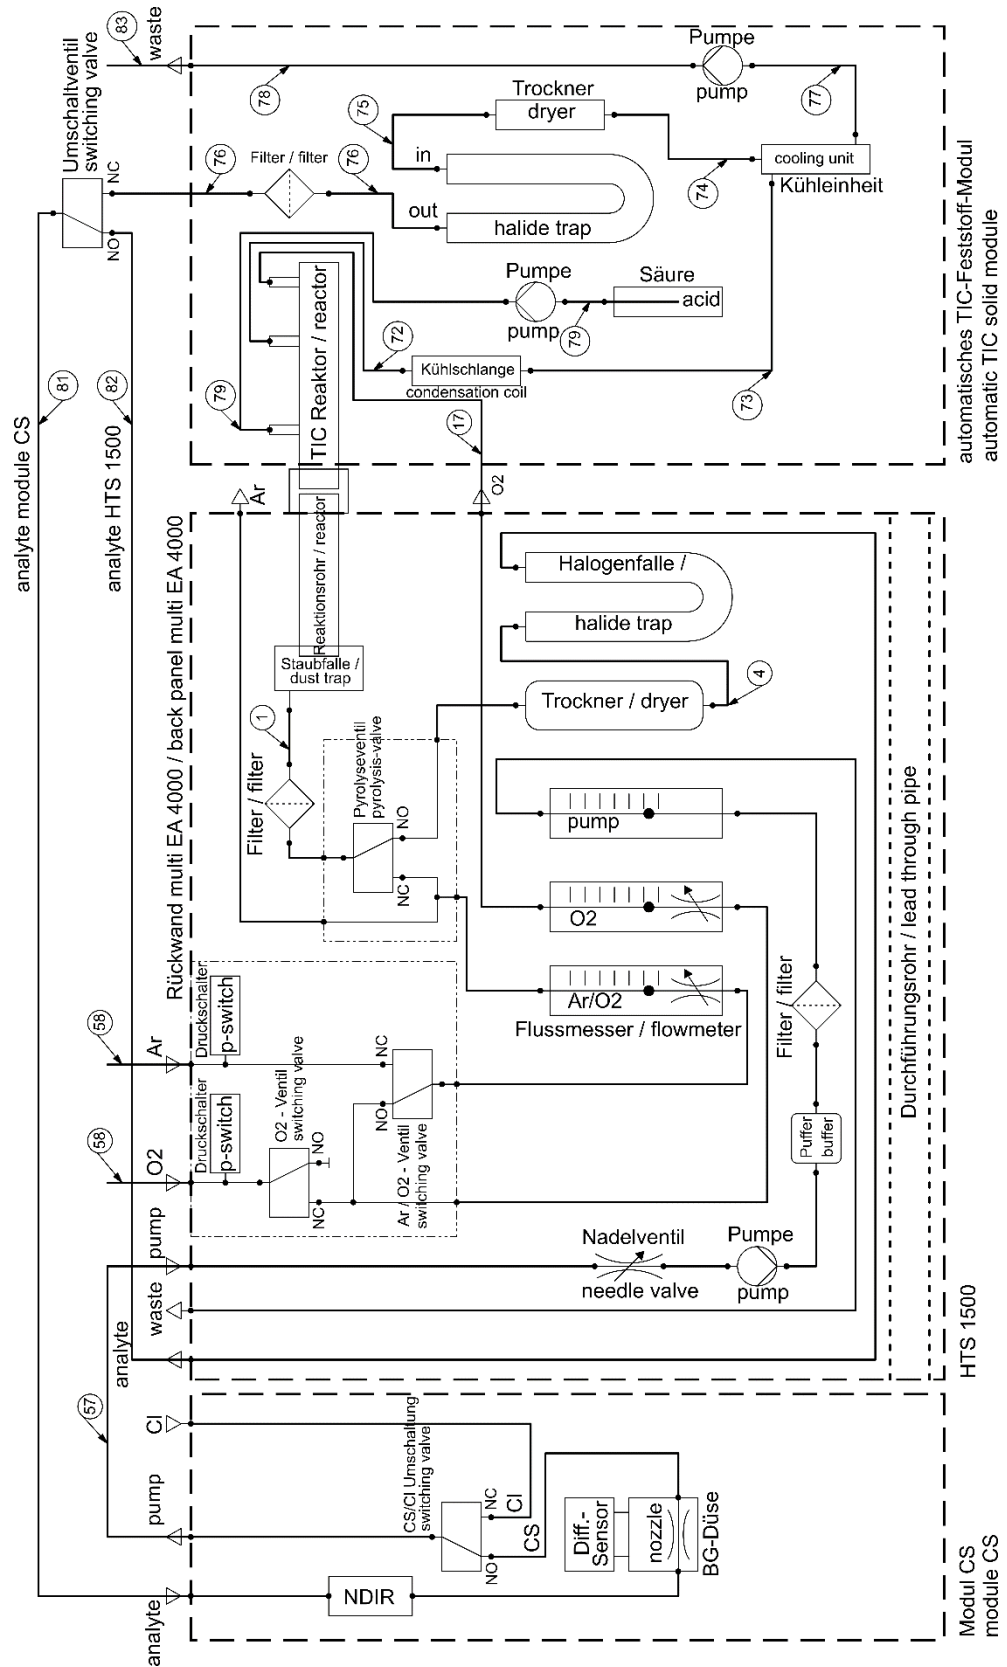 83
waste
Umschaltventil
switching valve
NC
NO
76
Filter / filter
76
78
75
in
out
halide trap
Trockner
dryer
Pumpe
pump
77
74
cooling unit
Kühleinheit
81
82
analyte module CS
analyte HTS 1500
79
TIC Reaktor / reactor
72
Kühlschlange
condensation coil
Pumpe
pump
79
Säure
acid
73
17
automatisches TIC-Feststoff-Modul
automatic TIC solid module
Rückwand multi EA 4000 / back panel multi EA 4000
Ar
O2
Reaktionsrohr / reactor
Staubfalle /
dust trap
1
Filter / filter
Pyrolyseventil
pyrolysis-valve
NO
NC
Halogenfalle /
halide trap
4
Trockner / dryer
pump
O2
Ar/O2
Flussmesser / flowmeter
Filter / filter
Puffer
buffer
Durchführungsrohr / lead through pipe
58
Ar
Druckschalter
p-switch
58
O2
Druckschalter
p-switch
O2 - Ventil
switching valve
NO
NC
NC
NO
Ar / O2 - Ventil
switching valve
pump
waste
analyte
Nadelventil
needle valve
Pumpe
pump
HTS 1500
57
Cl
pump
analyte
CS/Cl Umschaltung
switching valve
NC
NO
Cl
CS
NDIR
Diff.-
Sensor
nozzle
BG-Düse
Modul CS
module CS